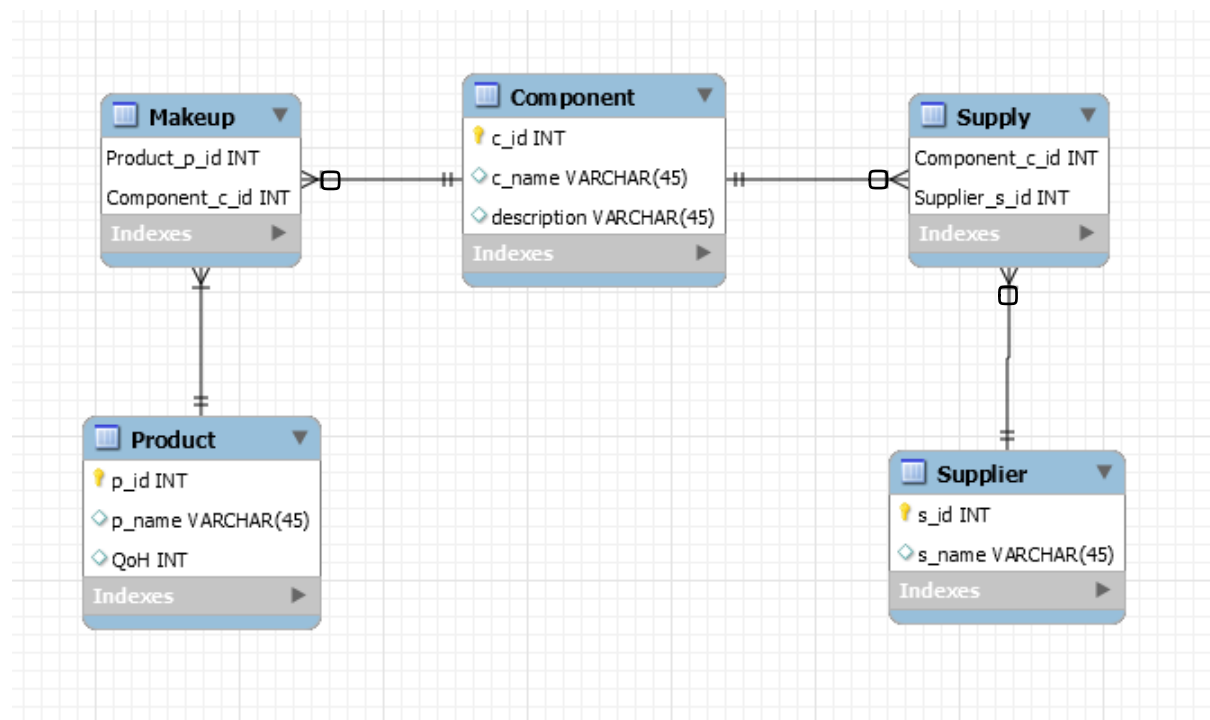 Makeup
Product_p_id INT
Component_c_id INT
Indexes
Component
c_id INT
c_name VARCHAR(45)
description VARCHAR(45)
Indexes
Supply
Component_c_id INT
Supplier_s_id INT
Indexes
Product
p_id INT
p_name VARCHAR(45)
QoH INT
Indexes
Supplier
s_id INT
s_name VARCHAR(45)
Indexes